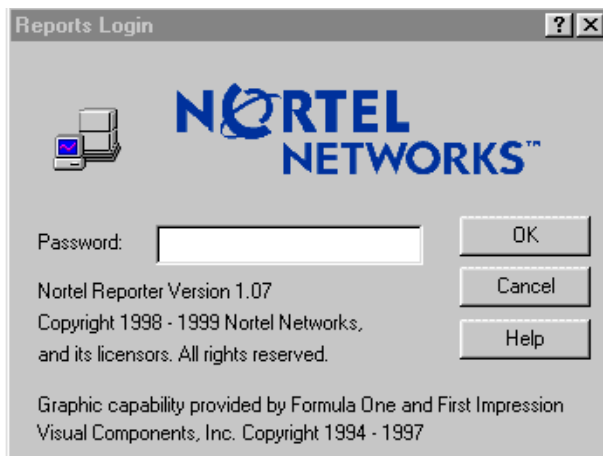 Reports Login
? ×
NORTEL
NETWORKS™
Password:
OK
Nortel Reporter Version 1.07
Cancel
Copyright 1998 - 1999 Nortel Networks,
and its licensors. All rights reserved.
Help
Graphic capability provided by Formula One and First Impression
Visual Components, Inc. Copyright 1994 - 1997